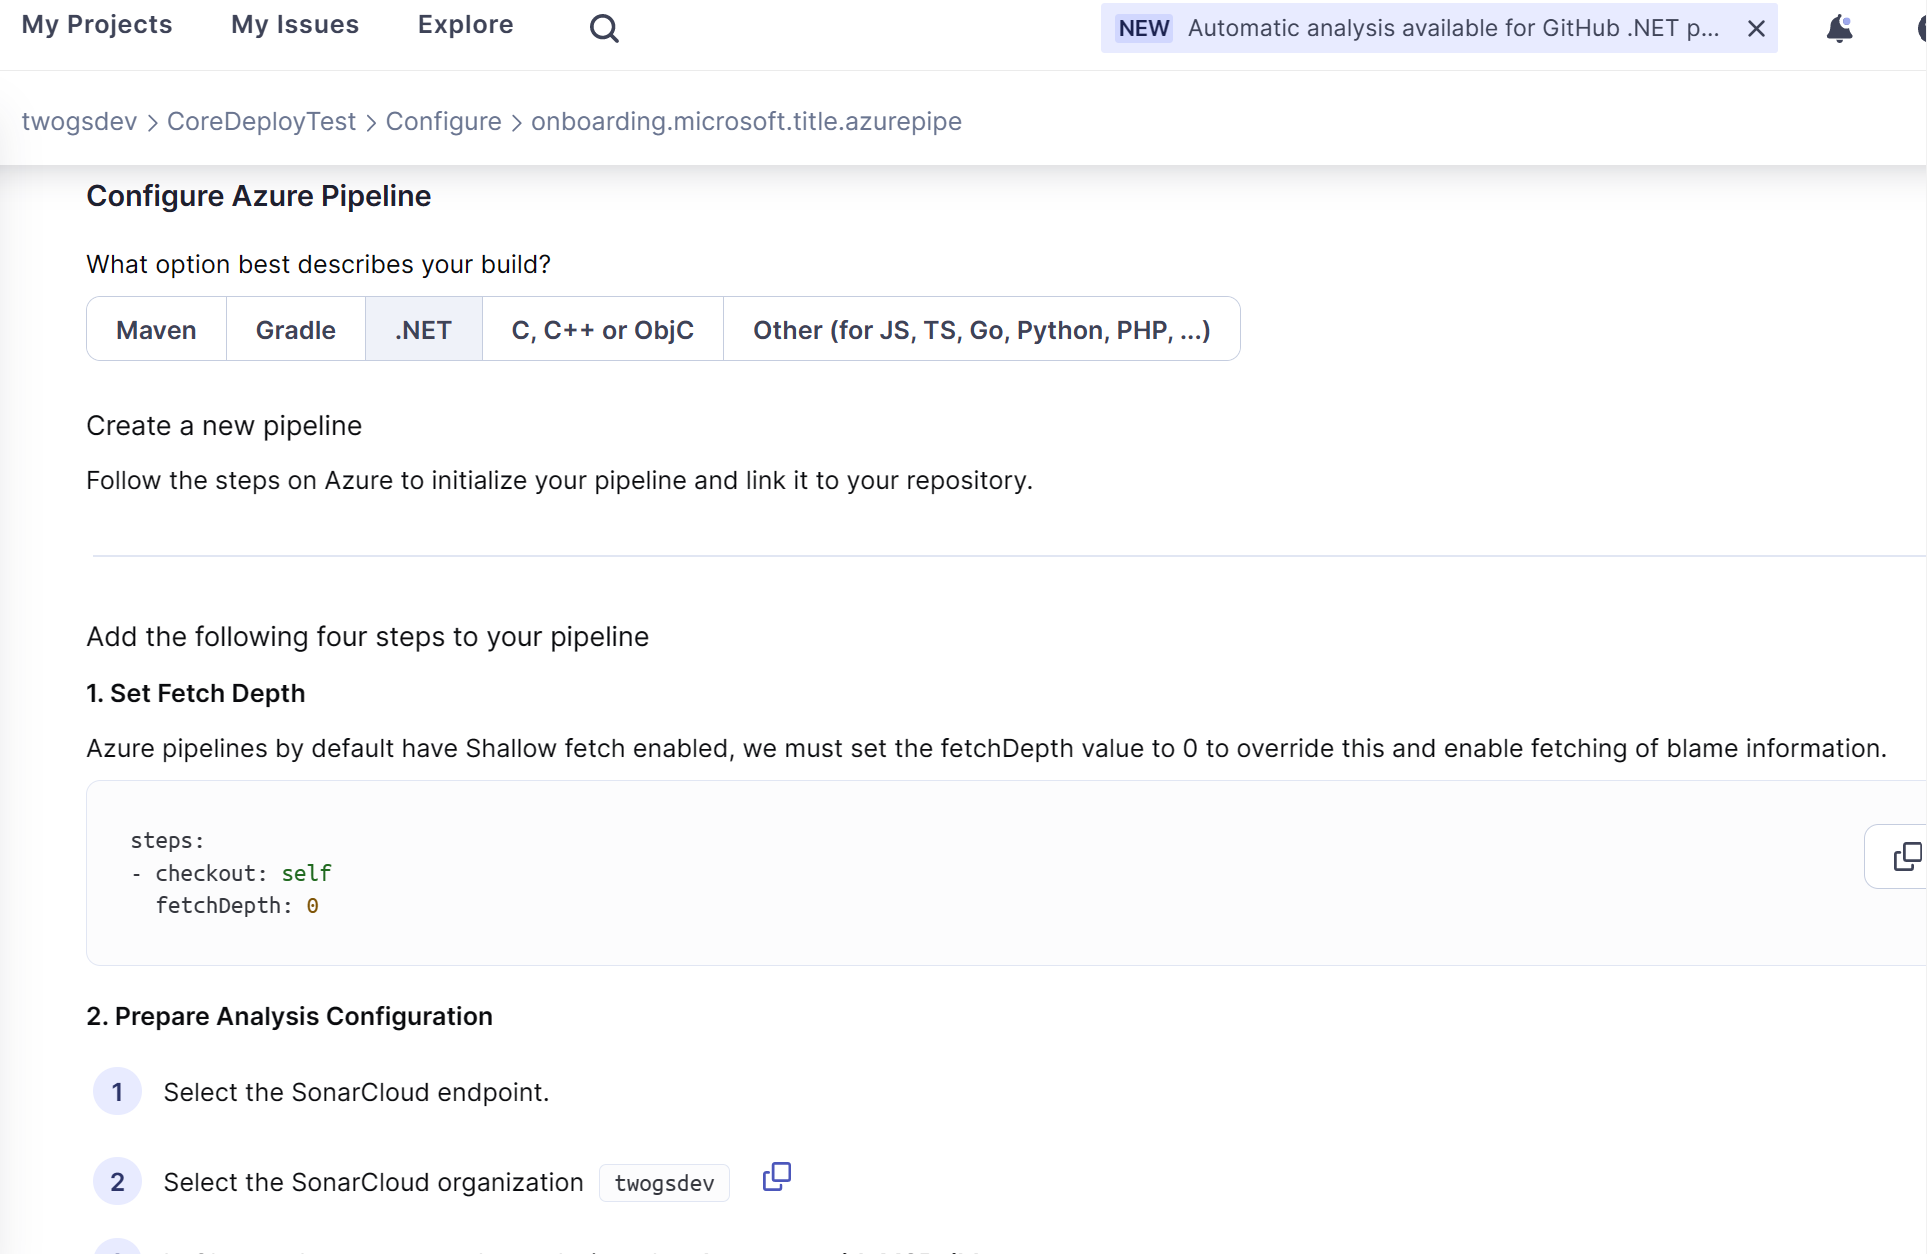 My Projects My Issues Explore NEW Automatic analysis available for GitHub .NET p...
twogsdev > CoreDeployTest > Configure > onboarding.microsoft.title.azurepipe
Configure Azure Pipeline
What option best describes your build?
Maven Gradle .NET C, C++ or ObjC Other (for JS, TS, Go, Python, PHP, ...)
Create a new pipeline
Follow the steps on Azure to initialize your pipeline and link it to your repository.
Add the following four steps to your pipeline
1. Set Fetch Depth
Azure pipelines by default have Shallow fetch enabled, we must set the fetchDepth value to 0 to override this and enable fetching of blame information.
steps:
- checkout: self
  fetchDepth: 0
2. Prepare Analysis Configuration
1 Select the SonarCloud endpoint.
2 Select the SonarCloud organization twogsdev